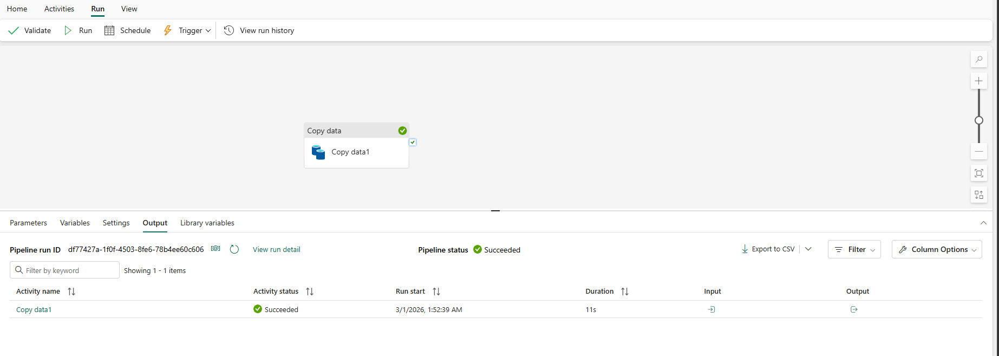 Home Activities Run View
Validate Run Schedule Trigger View run history
Copy data
Copy data1
Parameters Variables Settings Output Library variables
Pipeline run ID df77427a-1f0f-4503-8fe6-78b4ee60c606 [@] View run detail Pipeline status Succeeded Export to CSV Filter Column Options
Filter by keyword Showing 1 - 1 items
Activity name Activity status Run start Duration Input Output
Copy data1 Succeeded 3/1/2026, 1:52:39 AM 11s